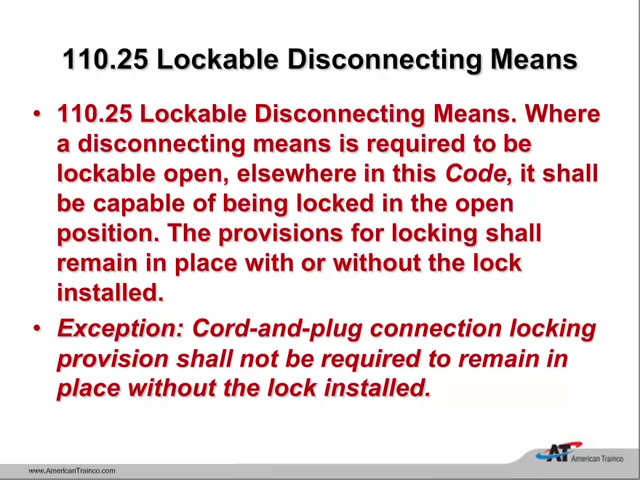 110.25 Lockable Disconnecting Means
• 110.25 Lockable Disconnecting Means. Where
a disconnecting means is required to be
lockable open, elsewhere in this Code, it shall
be capable of being locked in the open
position. The provisions for locking shall
remain in place with or without the lock
installed.
• Exception: Cord-and-plug connection locking
provision shall not be required to remain in
place without the lock installed.
www.AmericanTrainco.com
AT American Trainco